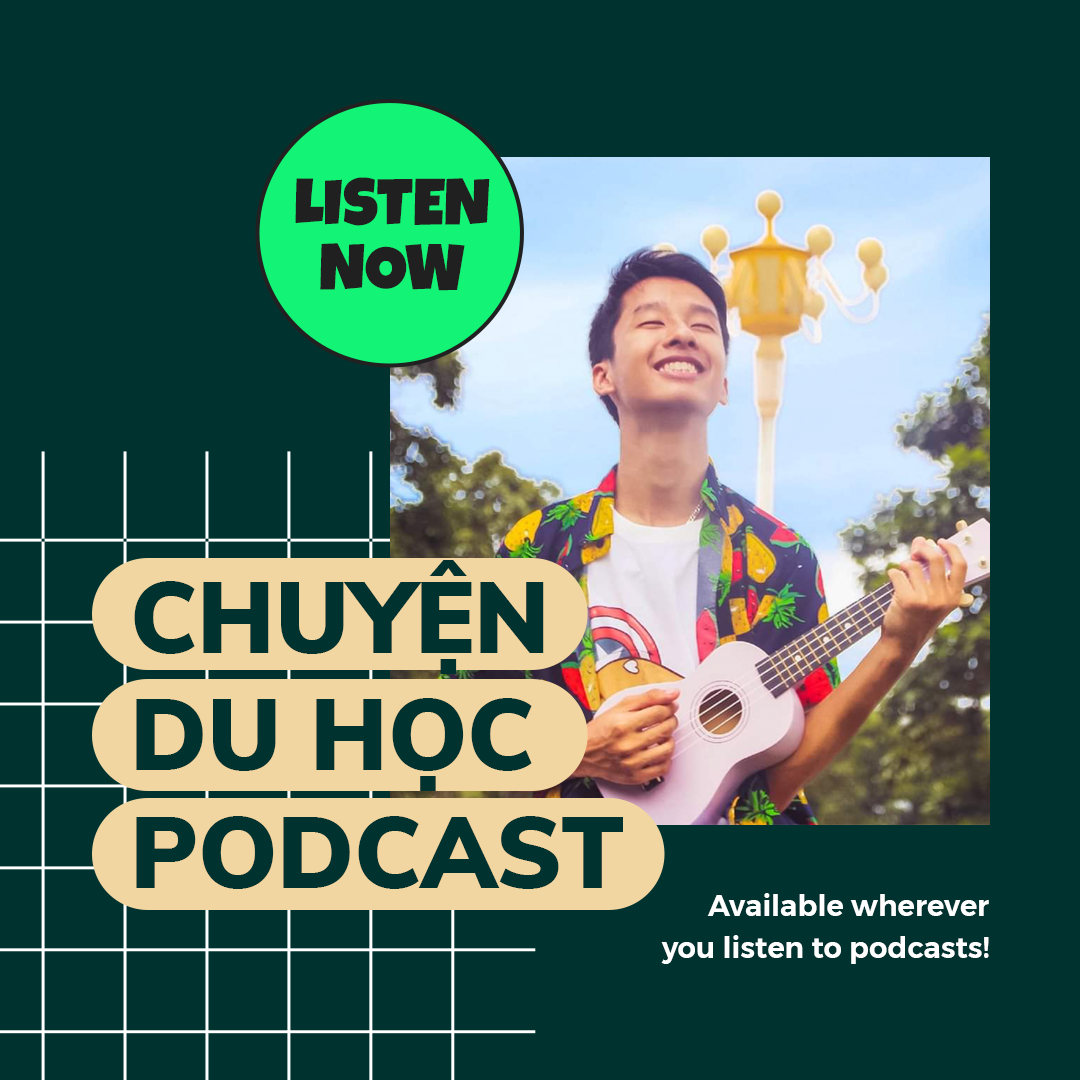 LISTEN
NOW
CHUYỆN
DU HỌC
PODCAST
Available wherever
you listen to podcasts!